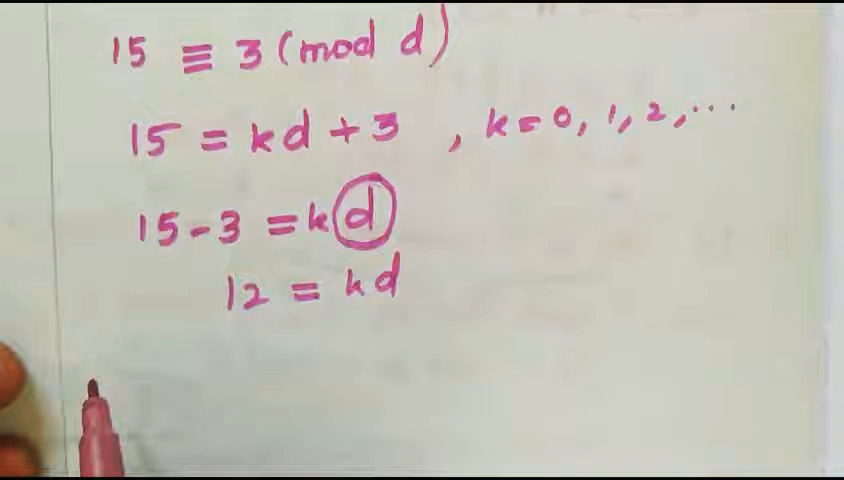 15 ≡ 3 (mod d)
15 = kd + 3 , k = 0, 1, 2, ...
15 - 3 = kd
12 = kd